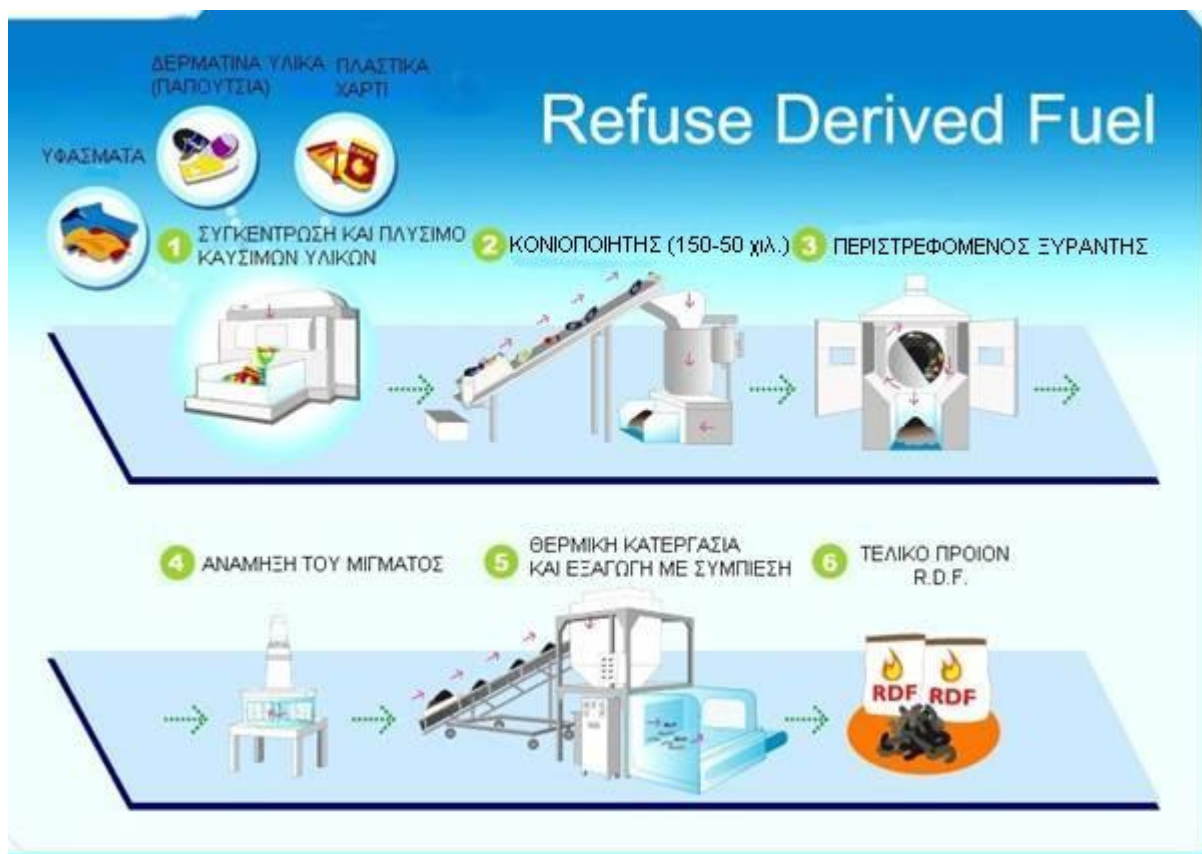 ΔΕΡΜΑΤΙΝΑ ΥΛΙΚΑ
(ΠΑΠΟΥΤΣΙΑ)
ΠΛΑΣΤΙΚΑ
ΧΑΡΤΙ
Refuse Derived Fuel
ΥΦΑΣΜΑΤΑ
1 ΣΥΓΚΕΝΤΡΩΣΗ ΚΑΙ ΠΛΥΣΙΜΟ
ΚΑΥΣΙΜΩΝ ΥΛΙΚΩΝ
2 ΚΟΝΙΟΠΟΙΗΤΗΣ (150-50 χιλ.)
3 ΠΕΡΙΣΤΡΕΦΟΜΕΝΟΣ ΞΥΡΑΝΤΗΣ
4 ΑΝΑΜΗΞΗ ΤΟΥ ΜΙΓΜΑΤΟΣ
5 ΘΕΡΜΙΚΗ ΚΑΤΕΡΓΑΣΙΑ
ΚΑΙ ΕΞΑΓΩΓΗ ΜΕ ΣΥΜΠΙΕΣΗ
6 ΤΕΛΙΚΟ ΠΡΟΙΟΝ
R.D.F.
RDF RDF